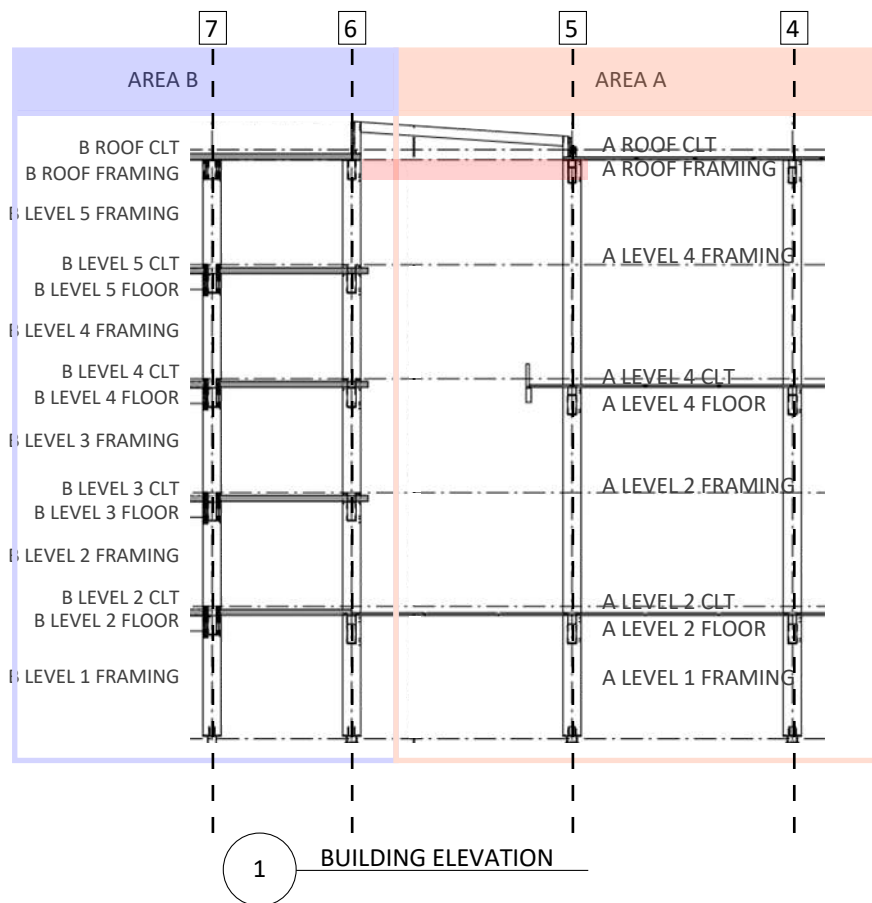 7 6 5 4
AREA B AREA A
B ROOF CLT A ROOF CLT
B ROOF FRAMING A ROOF FRAMING
B LEVEL 5 FRAMING
B LEVEL 5 CLT A LEVEL 4 FRAMING
B LEVEL 5 FLOOR
B LEVEL 4 FRAMING
B LEVEL 4 CLT A LEVEL 4 CLT
B LEVEL 4 FLOOR A LEVEL 4 FLOOR
B LEVEL 3 FRAMING
B LEVEL 3 CLT A LEVEL 2 FRAMING
B LEVEL 3 FLOOR
B LEVEL 2 FRAMING
B LEVEL 2 CLT A LEVEL 2 CLT
B LEVEL 2 FLOOR A LEVEL 2 FLOOR
B LEVEL 1 FRAMING A LEVEL 1 FRAMING
1 BUILDING ELEVATION